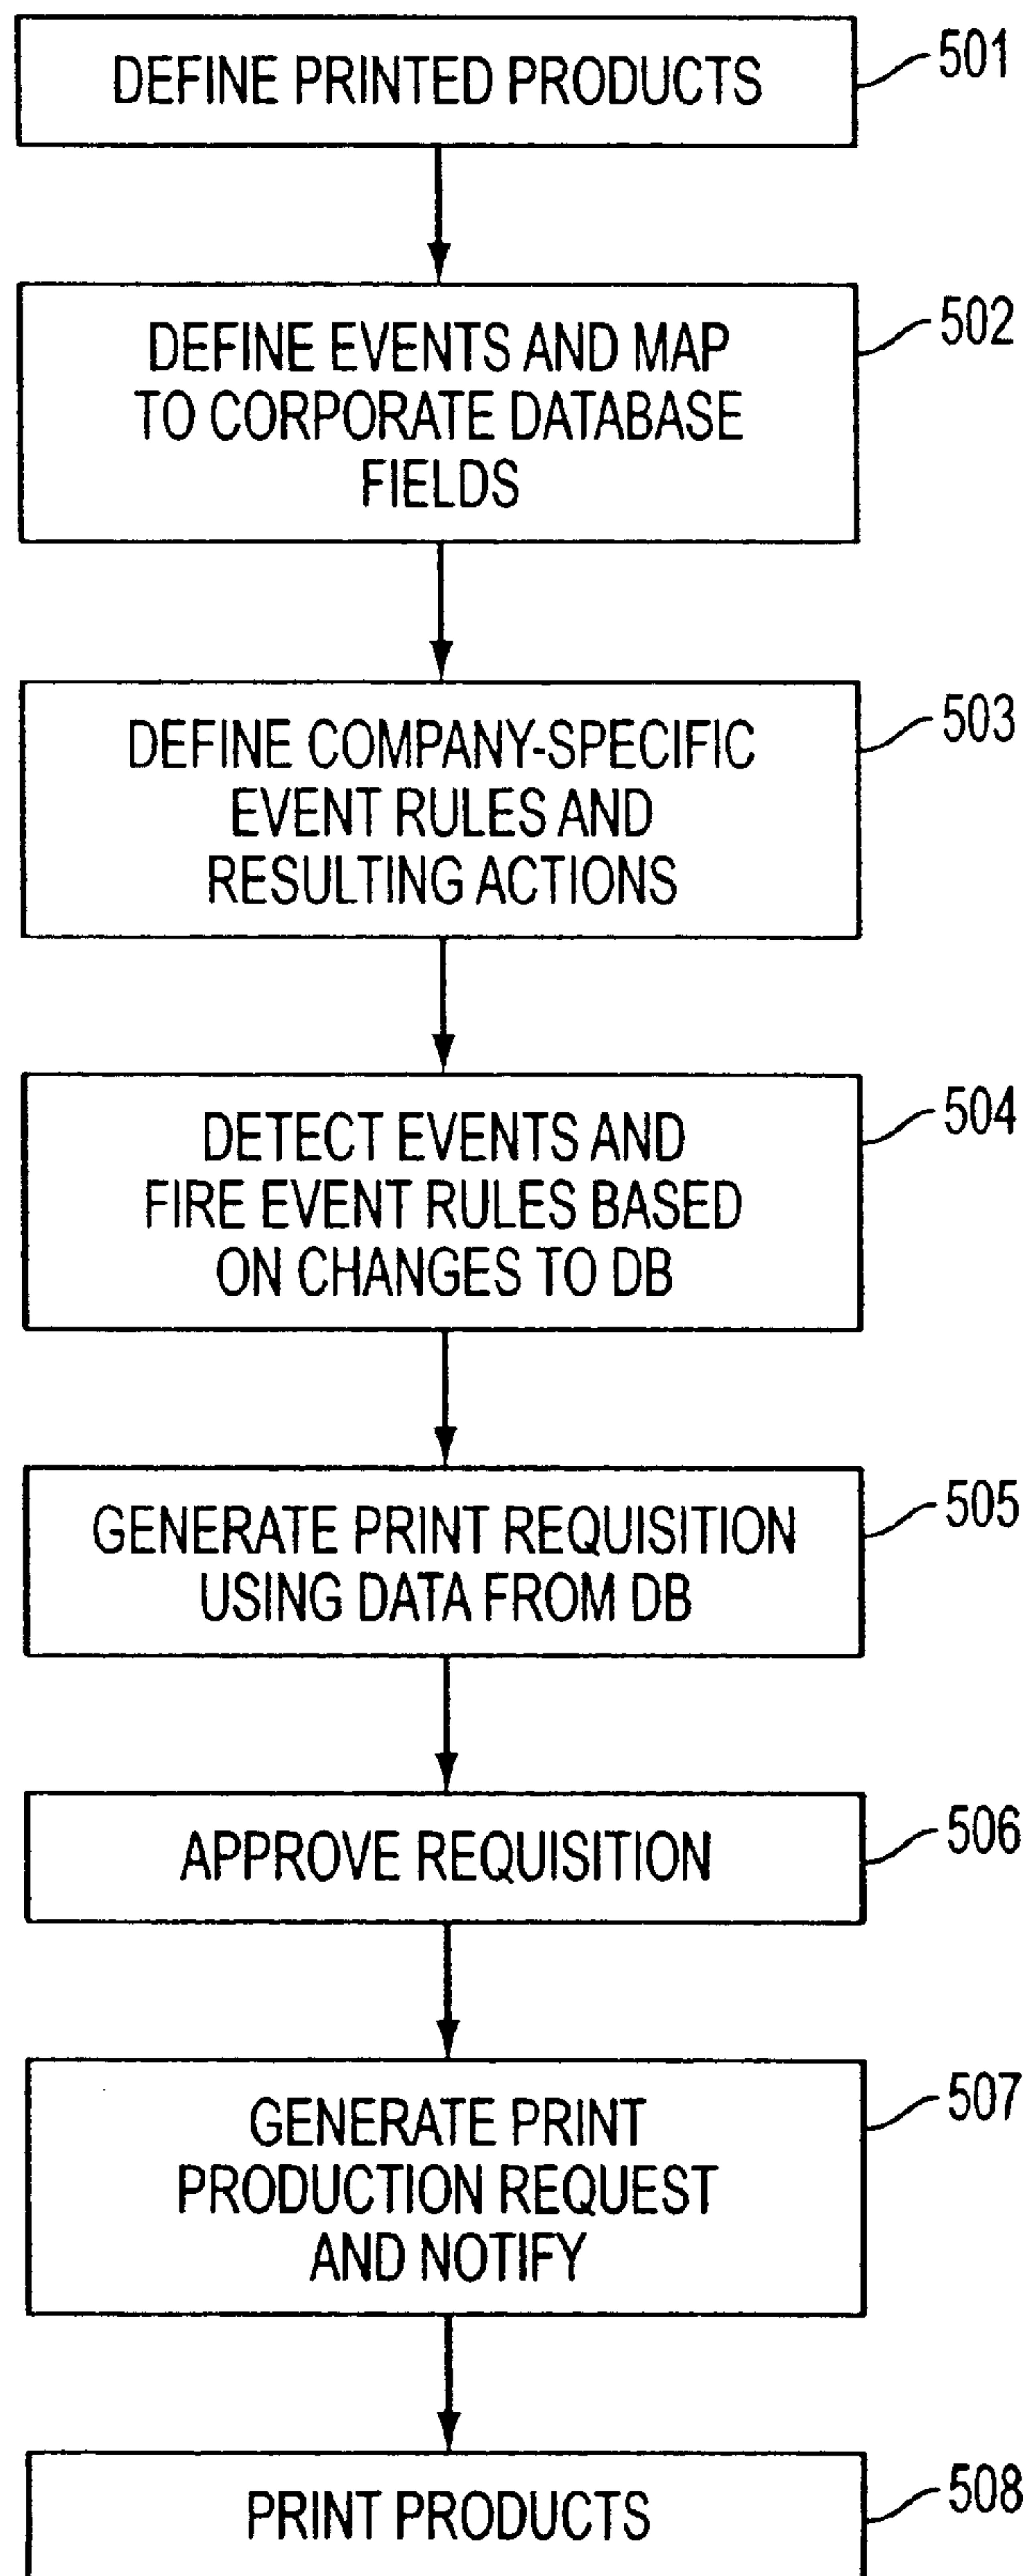 DEFINE PRINTED PRODUCTS
501
DEFINE EVENTS AND MAP
TO CORPORATE DATABASE
FIELDS
502
DEFINE COMPANY-SPECIFIC
EVENT RULES AND
RESULTING ACTIONS
503
DETECT EVENTS AND
FIRE EVENT RULES BASED
ON CHANGES TO DB
504
GENERATE PRINT REQUISITION
USING DATA FROM DB
505
APPROVE REQUISITION
506
GENERATE PRINT
PRODUCTION REQUEST
AND NOTIFY
507
PRINT PRODUCTS
508